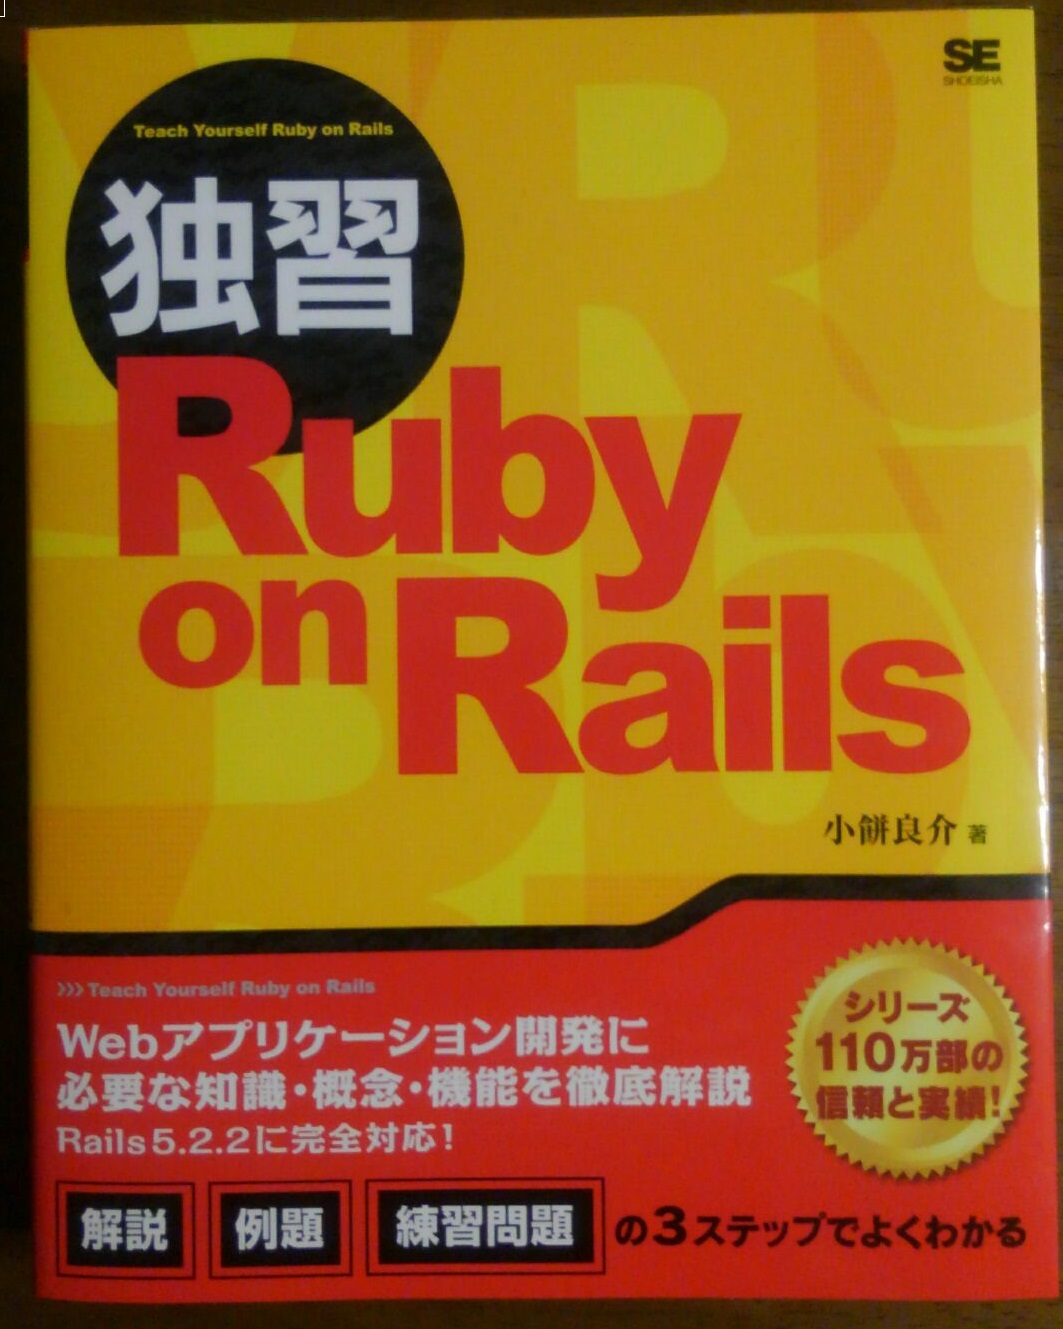 SE
SHOEISHA
Teach Yourself Ruby on Rails
独習
Ruby
on Rails
小餅良介 著
>>> Teach Yourself Ruby on Rails
Webアプリケーション開発に
必要な知識・概念・機能を徹底解説
Rails5.2.2に完全対応！
シリーズ
110万部の
信頼と実績！
解説 例題 練習問題 の3ステップでよくわかる